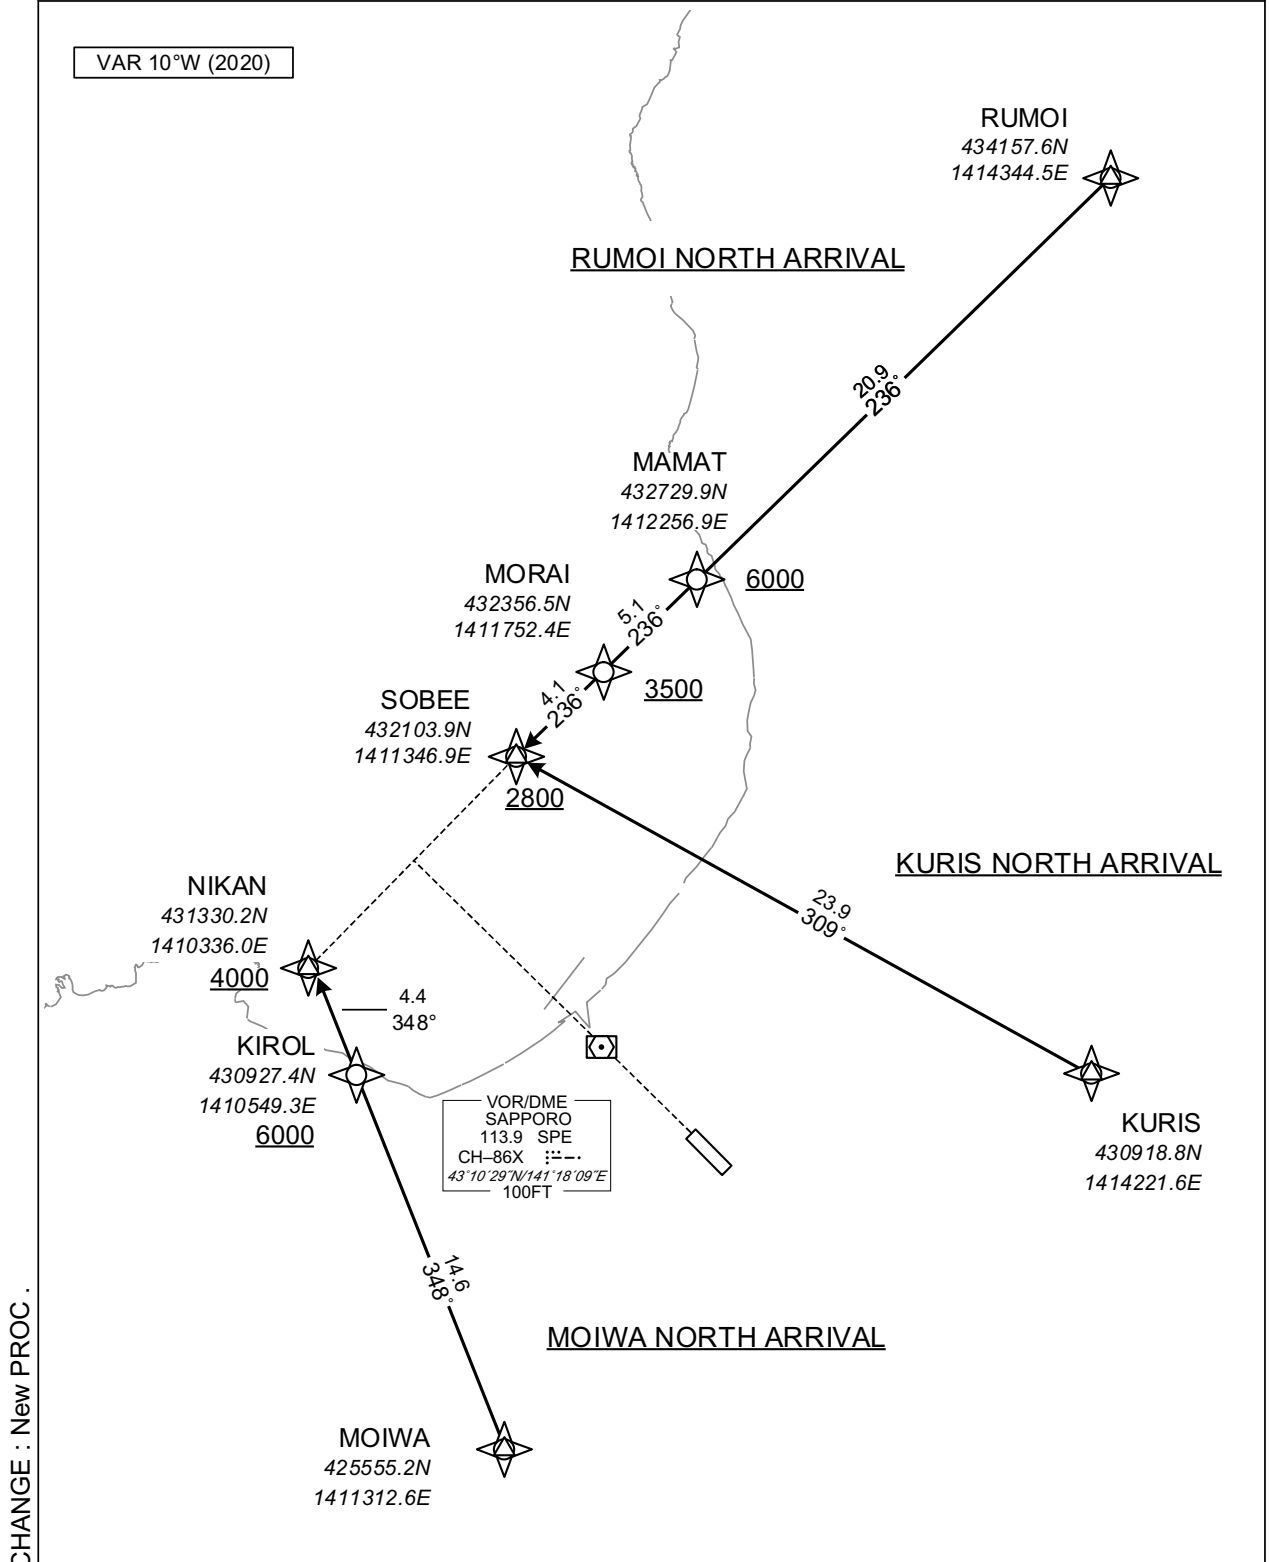 VAR 10°W (2020)
RUMOI
434157.6N
1414344.5E
RUMOI NORTH ARRIVAL
20.9
236°
MAMAT
432729.9N
1412256.9E
6000
5.1
236°
MORAI
432356.5N
1411752.4E
3500
4.1
236°
SOBEE
432103.9N
1411346.9E
2800
KURIS NORTH ARRIVAL
23.9
309°
NIKAN
431330.2N
1410336.0E
4000
4.4
348°
KIROL
430927.4N
1410549.3E
6000
VOR/DME
SAPPORO
113.9 SPE
CH–86X
43°10′29″N/141°18′09″E
100FT
KURIS
430918.8N
1414221.6E
14.6
348°
MOIWA NORTH ARRIVAL
MOIWA
425555.2N
1411312.6E
CHANGE : New PROC .